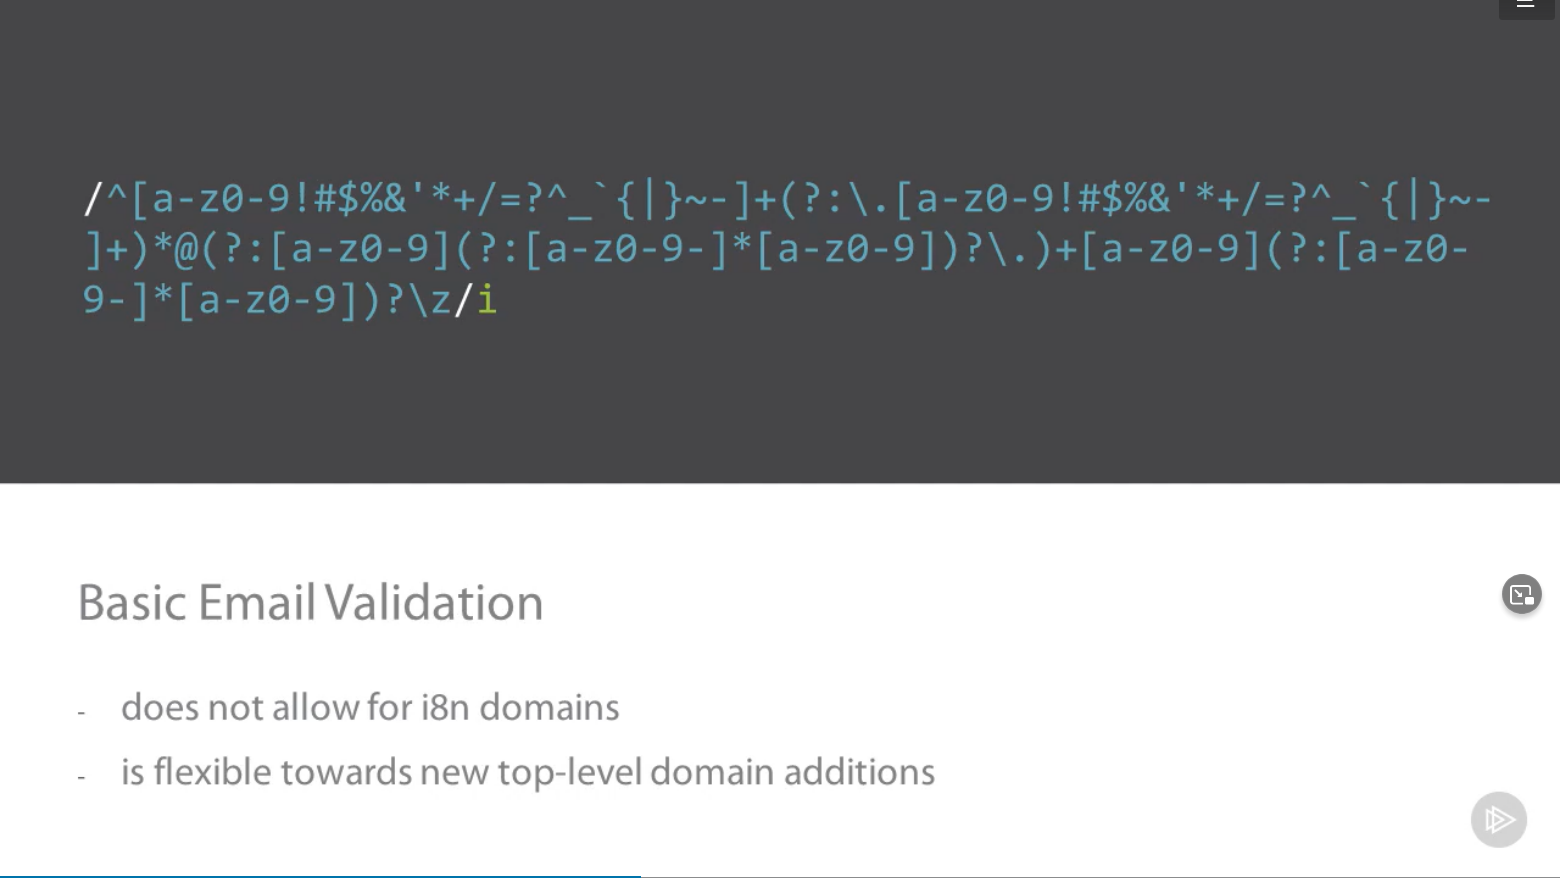 /^[a-z0-9!#$%&'*+/=?^_`{|}~-]+(?:\.[a-z0-9!#$%&'*+/=?^_`{|}~-
]+)*@(?:[a-z0-9](?:[a-z0-9-]*[a-z0-9])?\.)+[a-z0-9](?:[a-z0-
9-]*[a-z0-9])?\z/i
Basic Email Validation
- does not allow for i8n domains
- is flexible towards new top-level domain additions